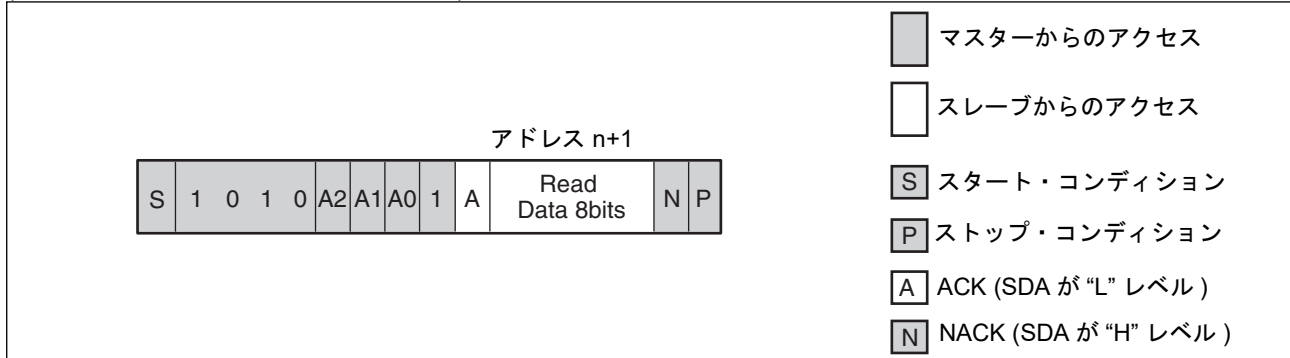 アドレス n+1
S 1 0 1 0 A2 A1 A0 1 A Read Data 8bits N P
マスターからのアクセス
スレーブからのアクセス
S スタート・コンディション
P ストップ・コンディション
A ACK (SDA が “L” レベル )
N NACK (SDA が “H” レベル )